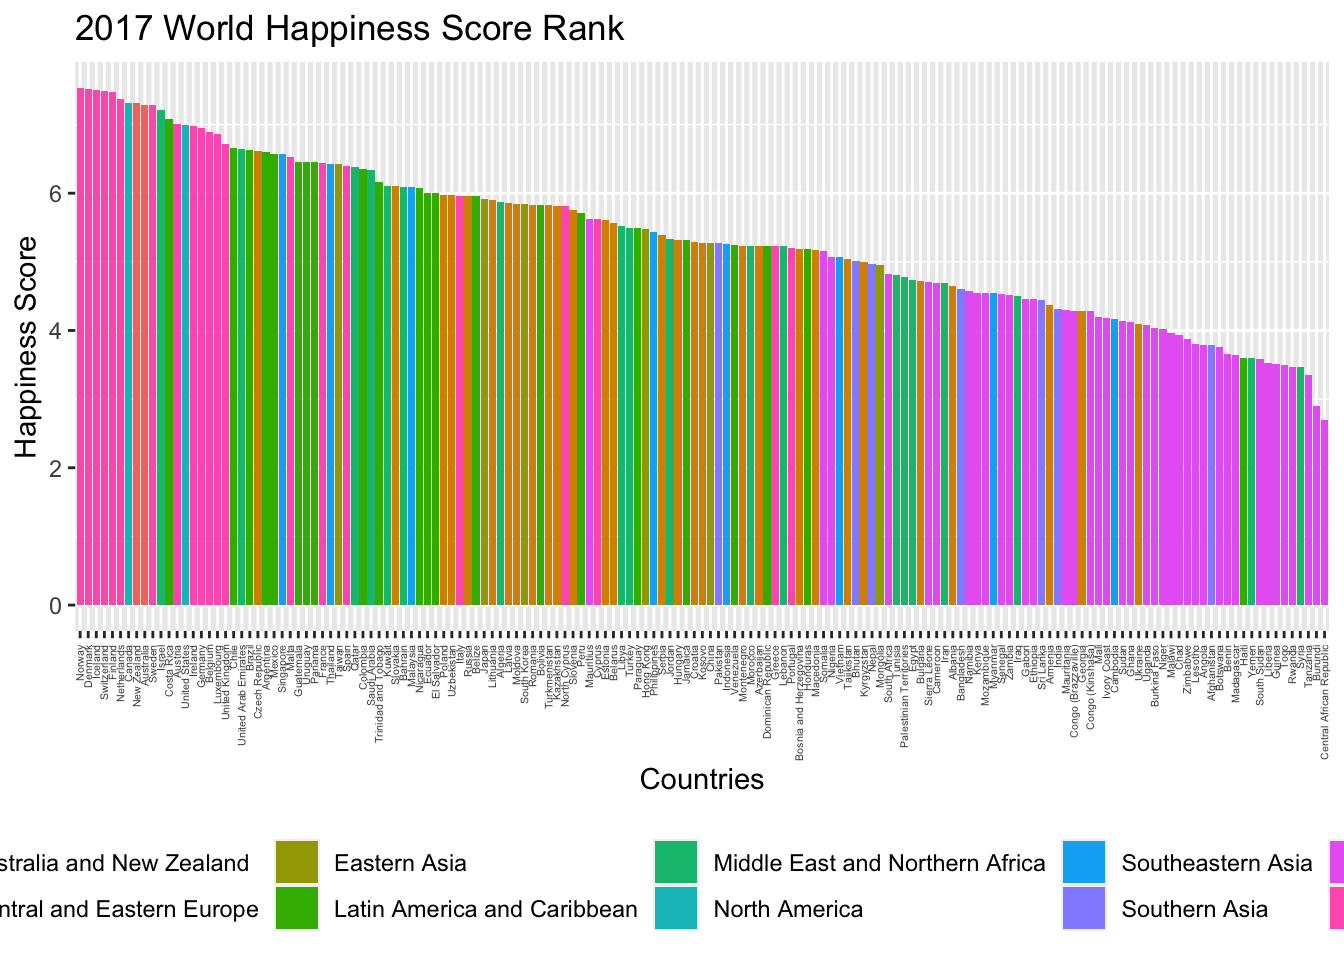 2017 World Happiness Score Rank
Happiness Score
6
4
2
0
Norway
Denmark
Iceland
Switzerland
Finland
Netherlands
Canada
New Zealand
Australia
Sweden
Israel
Costa Rica
Austria
United States
Ireland
Germany
Belgium
Luxembourg
United Kingdom
Chile
United Arab Emirates
Brazil
Czech Republic
Argentina
Mexico
Singapore
Malta
Guatemala
Uruguay
Panama
France
Thailand
Taiwan
Spain
Qatar
Colombia
Saudi Arabia
Trinidad and Tobago
Kuwait
Slovakia
Bahrain
Malaysia
Nicaragua
Ecuador
El Salvador
Poland
Uzbekistan
Italy
Russia
Belize
Japan
Lithuania
Algeria
Latvia
Moldova
South Korea
Romania
Bolivia
Turkmenistan
Kazakhstan
North Cyprus
Slovenia
Peru
Mauritius
Cyprus
Estonia
Belarus
Libya
Turkey
Paraguay
Hong Kong
Philippines
Serbia
Jordan
Hungary
Jamaica
Croatia
Kosovo
China
Pakistan
Indonesia
Venezuela
Montenegro
Morocco
Azerbaijan
Dominican Republic
Greece
Lebanon
Portugal
Bosnia and Herzegovina
Honduras
Macedonia
Somalia
Nigeria
Vietnam
Tajikistan
Bhutan
Kyrgyzstan
Nepal
Mongolia
South Africa
Tunisia
Palestinian Territories
Egypt
Bulgaria
Sierra Leone
Cameroon
Iran
Albania
Bangladesh
Namibia
Kenya
Mozambique
Myanmar
Senegal
Zambia
Iraq
Gabon
Ethiopia
Sri Lanka
Armenia
India
Mauritania
Congo (Brazzaville)
Georgia
Congo (Kinshasa)
Mali
Ivory Coast
Cambodia
Sudan
Ghana
Ukraine
Uganda
Burkina Faso
Niger
Malawi
Chad
Zimbabwe
Lesotho
Angola
Afghanistan
Botswana
Benin
Madagascar
Haiti
Yemen
South Sudan
Liberia
Guinea
Togo
Rwanda
Syria
Tanzania
Burundi
Central African Republic
Countries
stralia and New Zealand
Eastern Asia
Middle East and Northern Africa
Southeastern Asia
ntral and Eastern Europe
Latin America and Caribbean
North America
Southern Asia